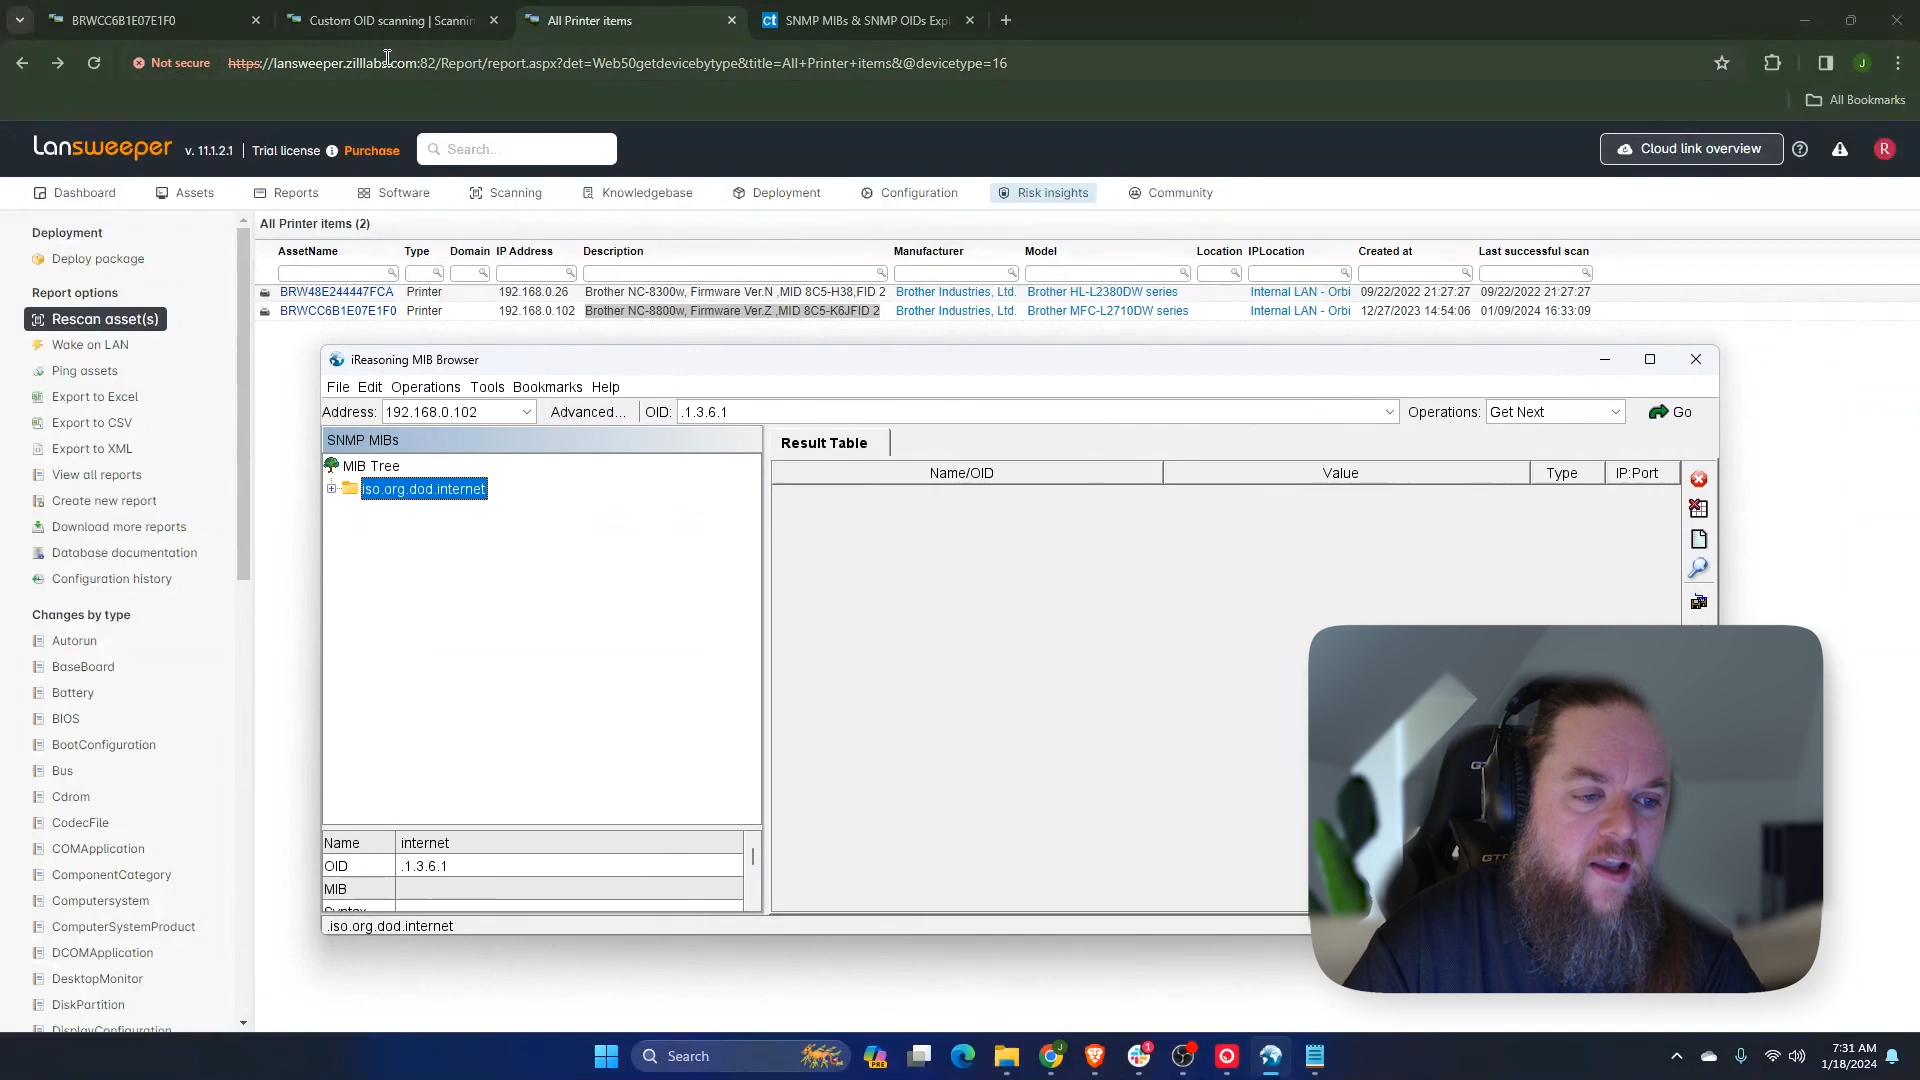 BRWCC6B1E07E1F0
Custom OID scanning | Scannin
All Printer items
ct SNMP MIBs & SNMP OIDs Expl
Not secure https://lansweeper.zilllabs.com:82/Report/report.aspx?det=Web50getdevicebytype&title=All+Printer+items&@devicetype=16
J
All Bookmarks
Lansweeper v. 11.1.2.1 | Trial license Purchase Search... Cloud link overview R
Dashboard Assets Reports Software Scanning Knowledgebase Deployment Configuration Risk insights Community
Deployment
Deploy package
Report options
Rescan asset(s)
Wake on LAN
Ping assets
Export to Excel
Export to CSV
Export to XML
View all reports
Create new report
Download more reports
Database documentation
Configuration history
Changes by type
Autorun
BaseBoard
Battery
BIOS
BootConfiguration
Bus
Cdrom
CodecFile
COMApplication
ComponentCategory
Computersystem
ComputerSystemProduct
DCOMApplication
DesktopMonitor
DiskPartition
DisplayConfiguration
All Printer items (2)
AssetName Type Domain IP Address Description Manufacturer Model Location IPLocation Created at Last successful scan
BRW48E244447FCA Printer 192.168.0.26 Brother NC-8300w, Firmware Ver.N ,MID 8C5-H38,FID 2 Brother Industries, Ltd. Brother HL-L2380DW series Internal LAN - Orbi 09/22/2022 21:27:27 09/22/2022 21:27:27
BRWCC6B1E07E1F0 Printer 192.168.0.102 Brother NC-8800w, Firmware Ver.Z ,MID 8C5-K6JFID 2 Brother Industries, Ltd. Brother MFC-L2710DW series Internal LAN - Orbi 12/27/2023 14:54:06 01/09/2024 16:33:09
iReasoning MIB Browser
File Edit Operations Tools Bookmarks Help
Address: 192.168.0.102 Advanced... OID: .1.3.6.1 Operations: Get Next Go
SNMP MIBs
MIB Tree
iso.org.dod.internet
Result Table
Name/OID Value Type IP:Port
Name internet
OID .1.3.6.1
MIB
Syntax
.iso.org.dod.internet
Search
PRE
J
1
7:31 AM
1/18/2024